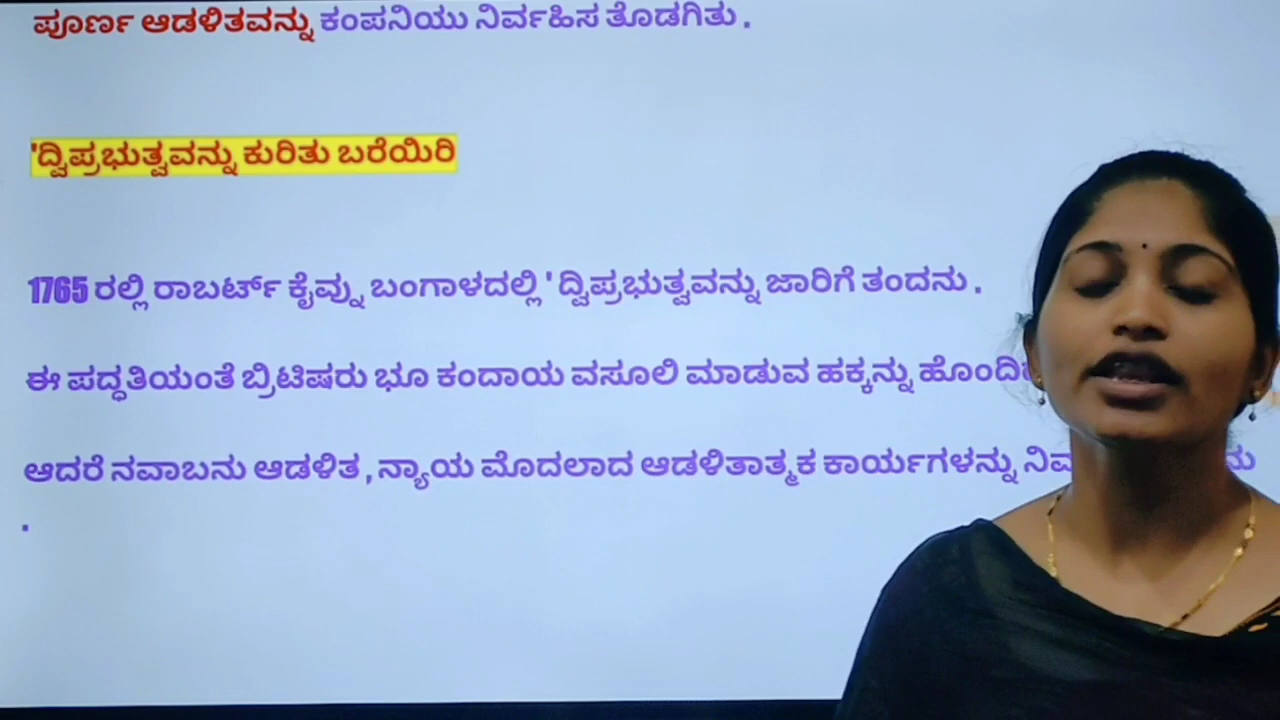 ಪೂರ್ಣ ಆಡಳಿತವನ್ನು ಕಂಪನಿಯು ನಿರ್ವಹಿಸ ತೊಡಗಿತು .
'ದ್ವಿಪ್ರಭುತ್ವವನ್ನು ಕುರಿತು ಬರೆಯಿರಿ
1765 ರಲ್ಲಿ ರಾಬರ್ಟ್ ಕೈವ್ನು ಬಂಗಾಳದಲ್ಲಿ ' ದ್ವಿಪ್ರಭುತ್ವವನ್ನು ಜಾರಿಗೆ ತಂದನು .
ಈ ಪದ್ಧತಿಯಂತೆ ಬ್ರಿಟಿಷರು ಭೂ ಕಂದಾಯ ವಸೂಲಿ ಮಾಡುವ ಹಕ್ಕನ್ನು
ಆದರೆ ನವಾಬನು ಆಡಳಿತ , ನ್ಯಾಯ ಮೊದಲಾದ ಆಡಳಿತಾತ್ಮಕ ಕಾರ್ಯಗಳನ್ನು
.